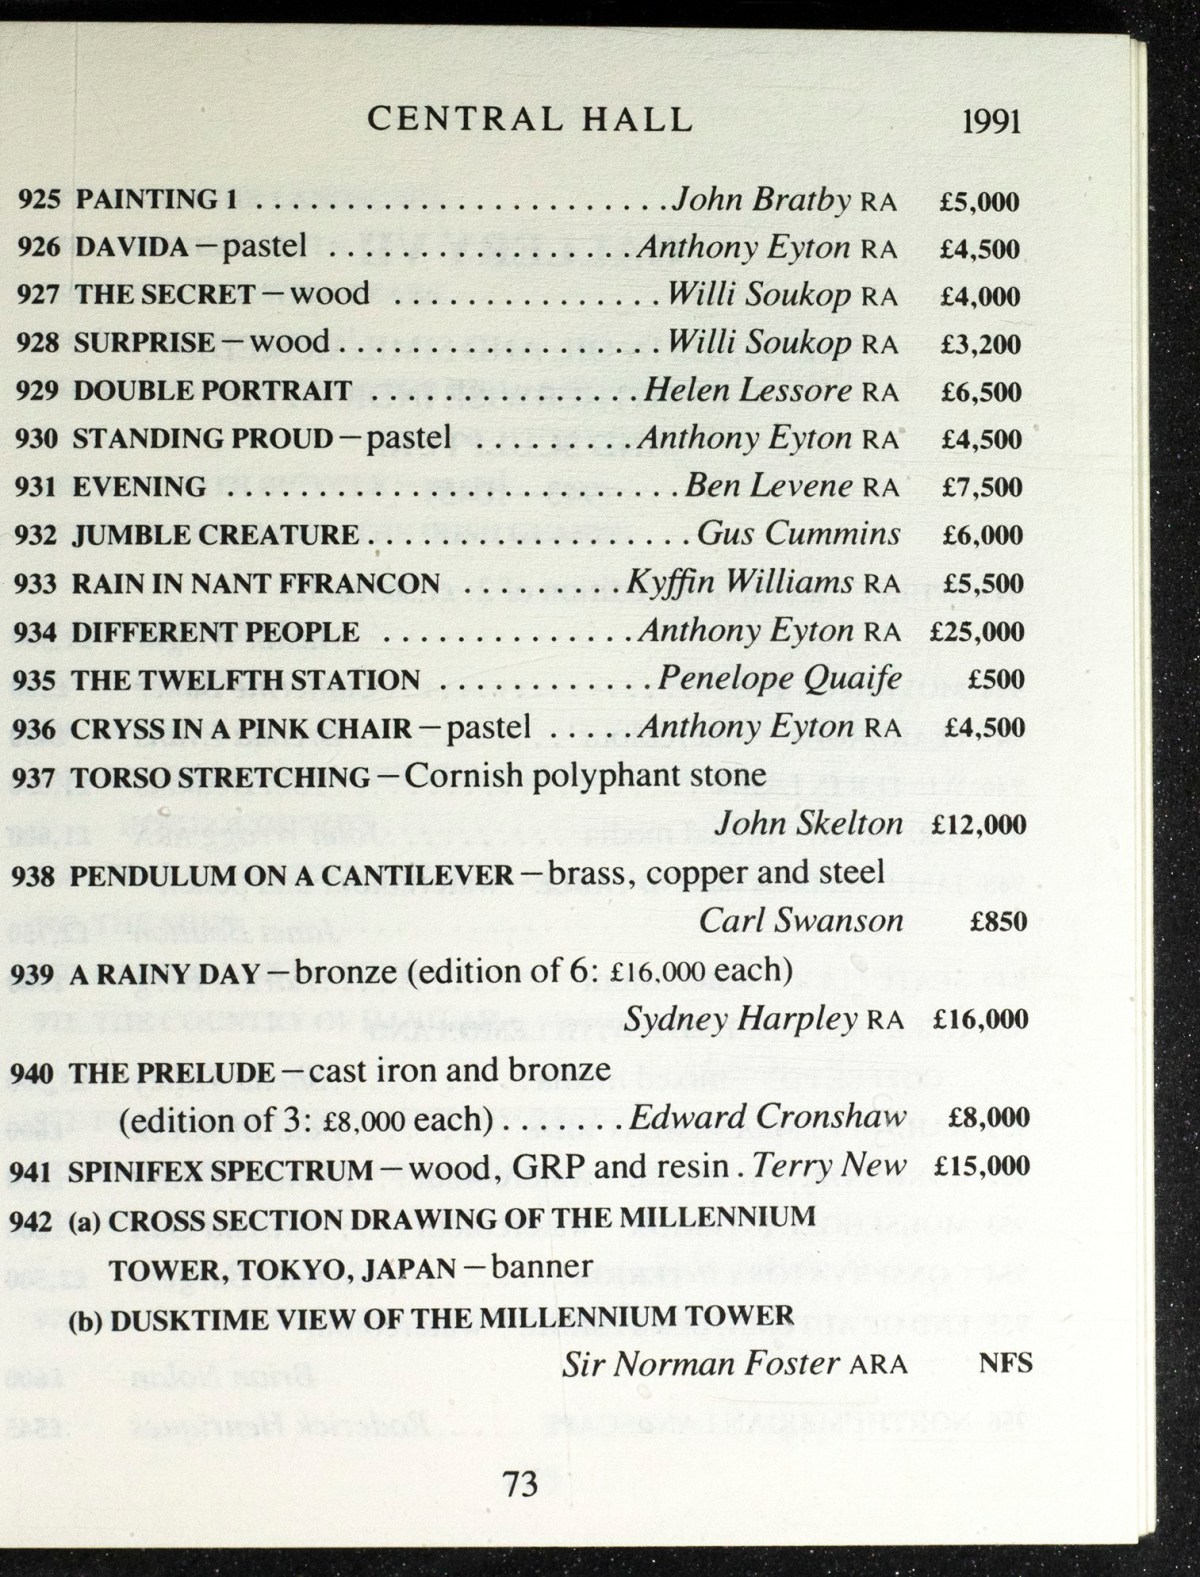 CENTRAL HALL 1991
925 PAINTING 1 ........................ John Bratby RA £5,000
926 DAVIDA — pastel ................. Anthony Eyton RA £4,500
927 THE SECRET — wood ............... Willi Soukop RA £4,000
928 SURPRISE — wood ................... Willi Soukop RA £3,200
929 DOUBLE PORTRAIT ................ Helen Lessore RA £6,500
930 STANDING PROUD — pastel ......... Anthony Eyton RA £4,500
931 EVENING ........................... Ben Levene RA £7,500
932 JUMBLE CREATURE ................... Gus Cummins £6,000
933 RAIN IN NANT FFRANCON ......... Kyffin Williams RA £5,500
934 DIFFERENT PEOPLE .............. Anthony Eyton RA £25,000
935 THE TWELFTH STATION ............ Penelope Quaife £500
936 CRYSS IN A PINK CHAIR — pastel ..... Anthony Eyton RA £4,500
937 TORSO STRETCHING — Cornish polyphant stone
John Skelton £12,000
938 PENDULUM ON A CANTILEVER — brass, copper and steel
Carl Swanson £850
939 A RAINY DAY — bronze (edition of 6: £16,000 each)
Sydney Harpley RA £16,000
940 THE PRELUDE — cast iron and bronze
(edition of 3: £8,000 each) ....... Edward Cronshaw £8,000
941 SPINIFEX SPECTRUM — wood, GRP and resin . Terry New £15,000
942 (a) CROSS SECTION DRAWING OF THE MILLENNIUM
TOWER, TOKYO, JAPAN — banner
(b) DUSKTIME VIEW OF THE MILLENNIUM TOWER
Sir Norman Foster ARA NFS
73